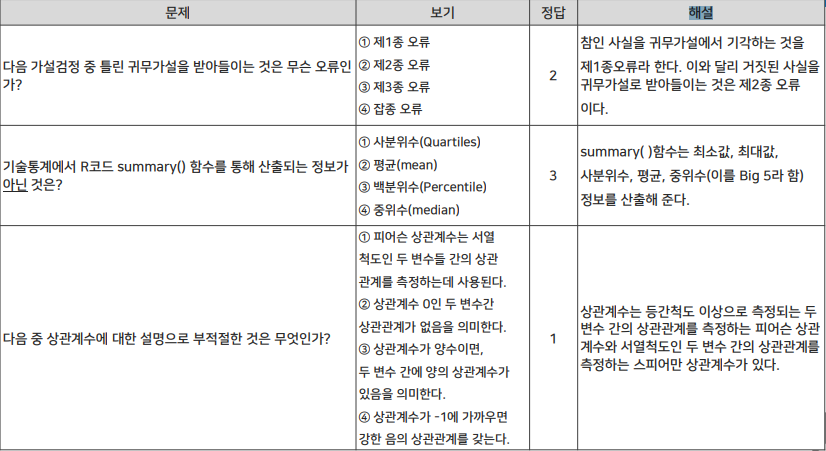 문제 보기 정답 해설
다음 가설검정 중 틀린 귀무가설을 받아들이는 것은 무슨 오류인
가?
① 제1종 오류
② 제2종 오류
③ 제3종 오류
④ 잡종 오류
2
참인 사실을 귀무가설에서 기각하는 것을
제1종오류라 한다. 이와 달리 거짓된 사실을
귀무가설로 받아들이는 것은 제2종 오류
이다.
기술통계에서 R코드 summary() 함수를 통해 산출되는 정보가
아닌 것은?
① 사분위수(Quartiles)
② 평균(mean)
③ 백분위수(Percentile)
④ 중위수(median)
3
summary( )함수는 최소값, 최대값,
사분위수, 평균, 중위수(이를 Big 5라 함)
정보를 산출해 준다.
다음 중 상관계수에 대한 설명으로 부적절한 것은 무엇인가?
① 피어슨 상관계수는 서열
척도인 두 변수들 간의 상관
관계를 측정하는데 사용된다.
② 상관계수 0인 두 변수간
상관관계가 없음을 의미한다.
③ 상관계수가 양수이면,
두 변수 간에 양의 상관계수가
있음을 의미한다.
④ 상관계수가 -1에 가까우면
강한 음의 상관관계를 갖는다.
1
상관계수는 등간척도 이상으로 측정되는 두
변수 간의 상관관계를 측정하는 피어슨 상관
계수와 서열척도인 두 변수 간의 상관관계를
측정하는 스피어만 상관계수가 있다.